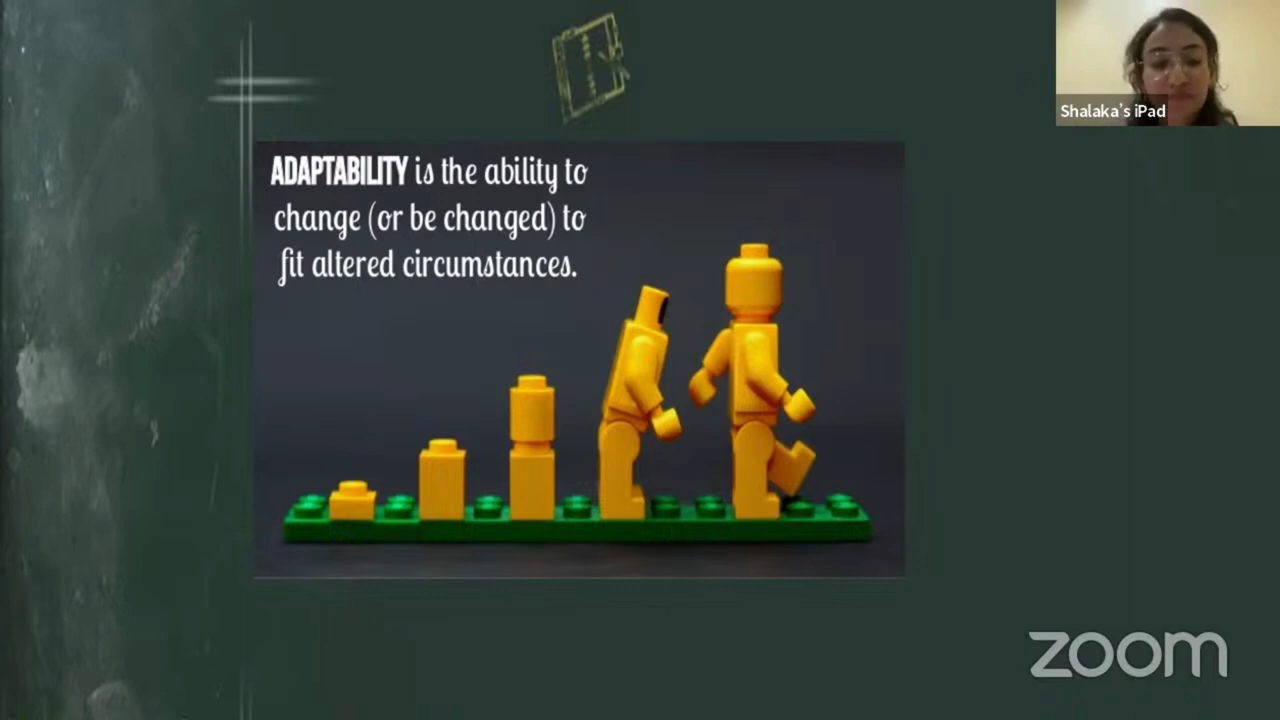 Shalaka's iPad
ADAPTABILITY is the ability to
change (or be changed) to
fit altered circumstances.
zoom